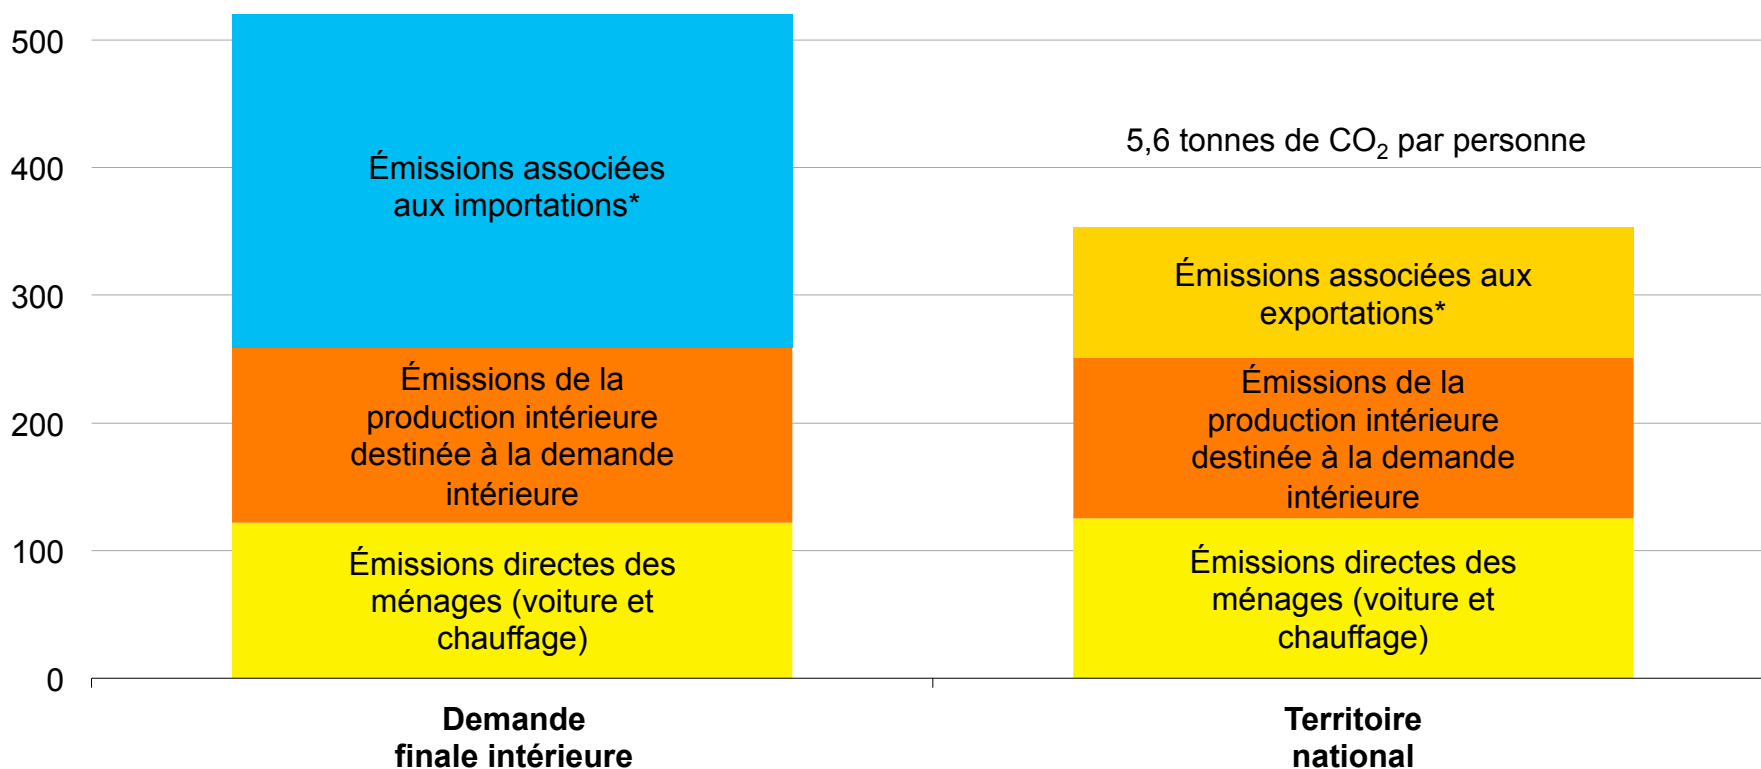 500
400
300
200
100
0
Émissions associées
aux importations*
Émissions de la
production intérieure
destinée à la demande
intérieure
Émissions directes des
ménages (voiture et
chauffage)
5,6 tonnes de CO₂ par personne
Émissions associées aux
exportations*
Émissions de la
production intérieure
destinée à la demande
intérieure
Émissions directes des
ménages (voiture et
chauffage)
Demande
finale intérieure
Territoire
national